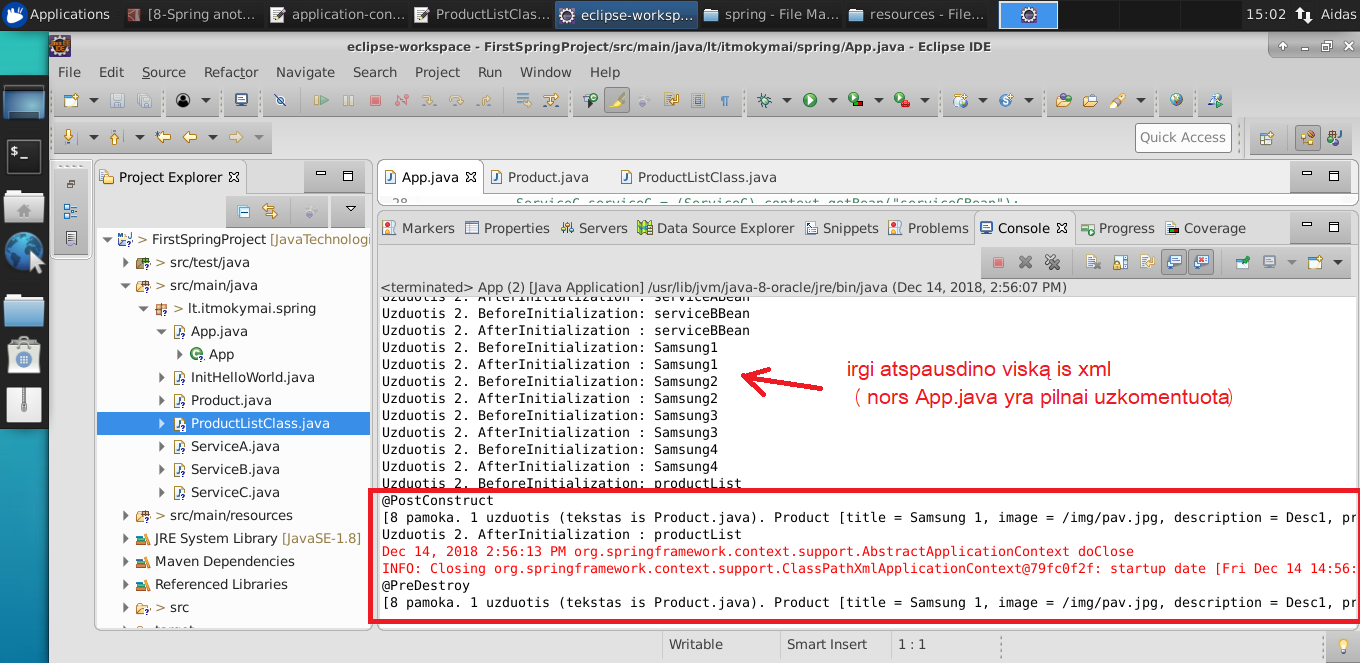 Applications
[8-Spring anot...
application-con...
ProductListClas...
eclipse-worksp...
spring - File Ma...
resources - File...
15:02
Aidas
eclipse-workspace - FirstSpringProject/src/main/java/lt/itmokymai/spring/App.java - Eclipse IDE
File Edit Source Refactor Navigate Search Project Run Window Help
Quick Access
Project Explorer
App.java
Product.java
ProductListClass.java
28 ServiceC serviceC = (ServiceC) context.getBean("serviceCBean");
Markers
Properties
Servers
Data Source Explorer
Snippets
Problems
Console
Progress
Coverage
> FirstSpringProject [JavaTechnologi
> src/test/java
> src/main/java
> lt.itmokymai.spring
App.java
App
InitHelloWorld.java
Product.java
ProductListClass.java
ServiceA.java
ServiceB.java
ServiceC.java
> src/main/resources
JRE System Library [JavaSE-1.8]
Maven Dependencies
Referenced Libraries
> src
target
<terminated> App (2) [Java Application] /usr/lib/jvm/java-8-oracle/jre/bin/java (Dec 14, 2018, 2:56:07 PM)
Uzduotis 2. AfterInitialization : serviceABean
Uzduotis 2. BeforeInitialization: serviceBBean
Uzduotis 2. AfterInitialization : serviceBBean
Uzduotis 2. BeforeInitialization: Samsung1
Uzduotis 2. AfterInitialization : Samsung1
Uzduotis 2. BeforeInitialization: Samsung2
Uzduotis 2. AfterInitialization : Samsung2
Uzduotis 2. BeforeInitialization: Samsung3
Uzduotis 2. AfterInitialization : Samsung3
Uzduotis 2. BeforeInitialization: Samsung4
Uzduotis 2. AfterInitialization : Samsung4
Uzduotis 2. BeforeInitialization: productList
@PostConstruct
[8 pamoka. 1 uzduotis (tekstas is Product.java). Product [title = Samsung 1, image = /img/pav.jpg, description = Desc1, pr
Uzduotis 2. AfterInitialization : productList
Dec 14, 2018 2:56:13 PM org.springframework.context.support.AbstractApplicationContext doClose
INFO: Closing org.springframework.context.support.ClassPathXmlApplicationContext@79fc0f2f: startup date [Fri Dec 14 14:56:
@PreDestroy
[8 pamoka. 1 uzduotis (tekstas is Product.java). Product [title = Samsung 1, image = /img/pav.jpg, description = Desc1, pr
irgi atspausdino viską is xml
( nors App.java yra pilnai uzkomentuota)
Writable
Smart Insert
1 : 1